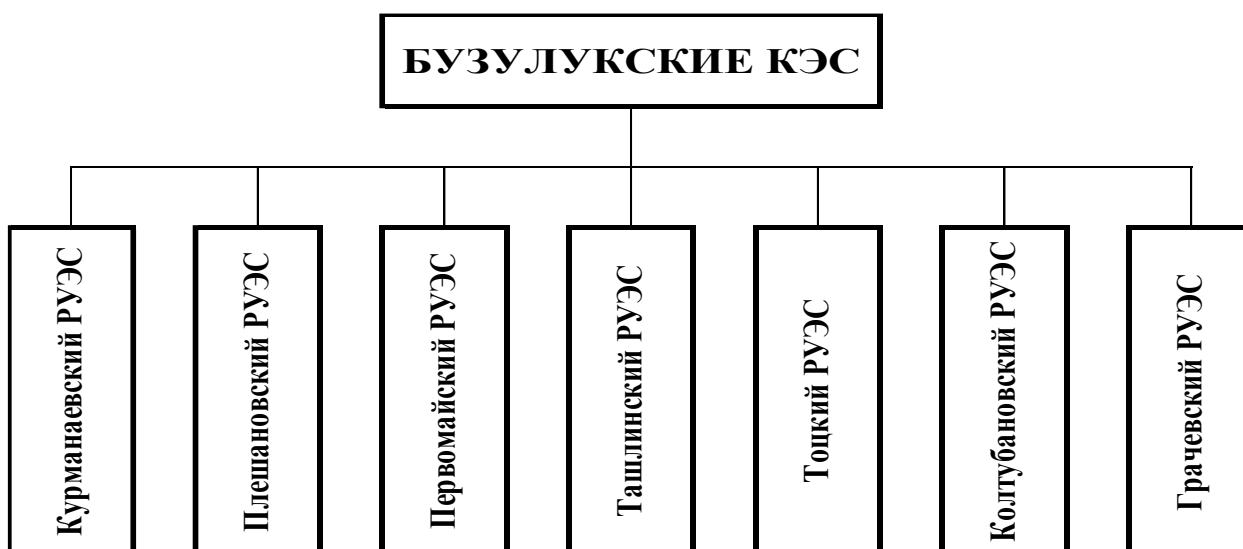 БУЗУЛУКСКИЕ КЭС
Курманаевский РУЭС
Плешановский РУЭС
Первомайский РУЭС
Ташлинский РУЭС
Тоцкий РУЭС
Колтубановский РУЭС
Грачевский РУЭС